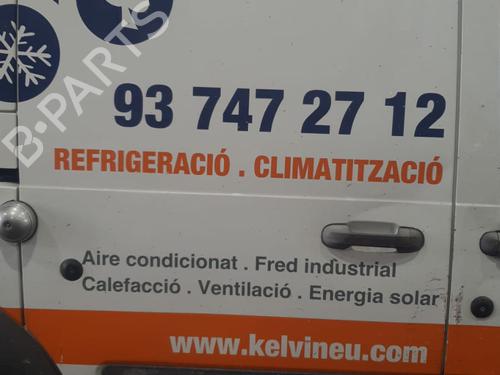 93 747 27 12
REFRIGERACIÓ . CLIMATITZACIÓ
Aire condicionat . Fred industrial
Calefacció . Ventilació . Energia solar
www.kelvineu.com
B-PARTS